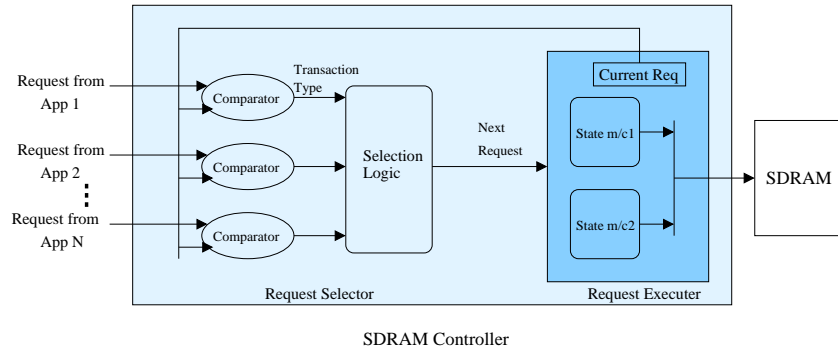 Request from
App 1
Request from
App 2
Request from
App N
Comparator
Comparator
Comparator
Transaction
Type
Selection
Logic
Next
Request
Current Req
State m/c1
State m/c2
SDRAM
Request Selector
Request Executer
SDRAM Controller